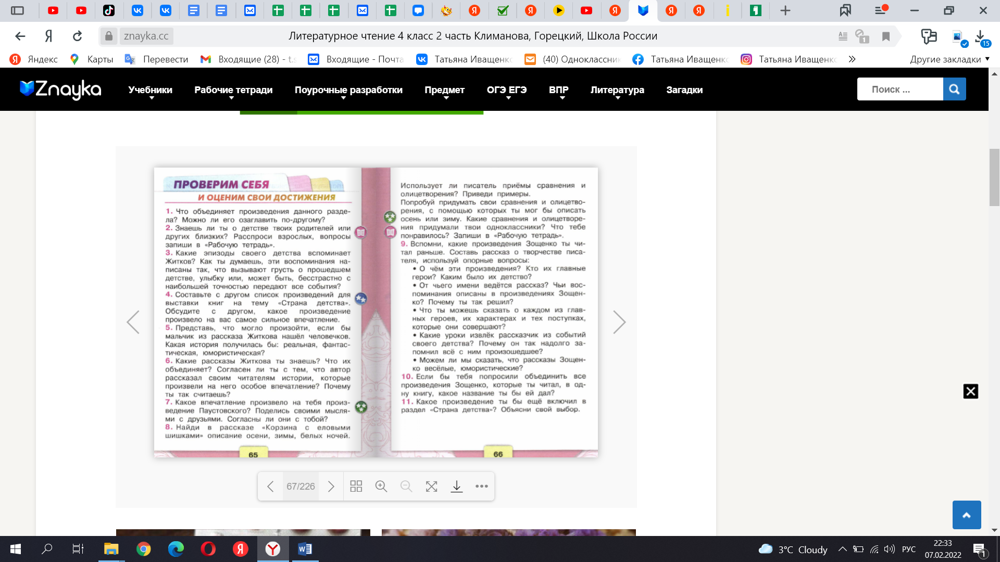 znayka.cc
Литературное чтение 4 класс 2 часть Климанова, Горецкий, Школа России
1
15
Яндекс
Карты
Перевести
Входящие (28) - t.s
Входящие - Почта
Татьяна Иващенко
(40) Одноклассник
Татьяна Иващенко
Татьяна Иващенко
Другие закладки
Znayka
Учебники
Рабочие тетради
Поурочные разработки
Предмет
ОГЭ ЕГЭ
ВПР
Литература
Загадки
Поиск ...
ПРОВЕРИМ СЕБЯ
И ОЦЕНИМ СВОИ ДОСТИЖЕНИЯ
1. Что объединяет произведения данного разде-
ла? Можно ли его озаглавить по-другому?
2. Знаешь ли ты о детстве твоих родителей или
других близких? Расспроси взрослых, вопросы
запиши в «Рабочую тетрадь».
3. Какие эпизоды своего детства вспоминает
Житков? Как ты думаешь, эти воспоминания на-
писаны так, что вызывают грусть о прошедшем
детстве, улыбку или, может быть, бесстрастно с
наибольшей точностью передают все события?
4. Составьте с другом список произведений для
выставки книг на тему «Страна детства».
Обсудите с другом, какое произведение
произвело на вас самое сильное впечатление.
5. Представь, что могло произойти, если бы
мальчик из рассказа Житкова нашёл человечков.
Какая история получилась бы: реальная, фантас-
тическая, юмористическая?
6. Какие рассказы Житкова ты знаешь? Что их
объединяет? Согласен ли ты с тем, что автор
рассказал своим читателям истории, которые
произвели на него особое впечатление? Почему
ты так считаешь?
7. Какое впечатление произвело на тебя произ-
ведение Паустовского? Поделись своими мысля-
ми с друзьями. Согласны ли они с тобой?
8. Найди в рассказе «Корзина с еловыми
шишками» описание осени, зимы, белых ночей.
65
Использует ли писатель приёмы сравнения и
олицетворения? Приведи примеры.
Попробуй придумать свои сравнения и олицетво-
рения, с помощью которых ты мог бы описать
осень или зиму. Какие сравнения и олицетворе-
ния придумали твои одноклассники? Что тебе
понравилось? Запиши в «Рабочую тетрадь».
9. Вспомни, какие произведения Зощенко ты чи-
тал раньше. Составь рассказ о творчестве писа-
теля, используй опорные вопросы:
• О чём эти произведения? Кто их главные
герои? Каким было их детство?
• От чьего имени ведётся рассказ? Чьи вос-
поминания описаны в произведениях Зощен-
ко? Почему ты так решил?
• Что ты можешь сказать о каждом из глав-
ных героев, их характерах и тех поступках,
которые они совершают?
• Какие уроки извлёк рассказчик из событий
своего детства? Почему он так надолго за-
помнил всё с ним произошедшее?
• Можем ли мы сказать, что рассказы Зощен-
ко весёлые, юмористические?
10. Если бы тебя попросили объединить все
произведения Зощенко, которые ты читал, в од-
ну книгу, какое название ты бы ей дал?
11. Какое произведение ты бы ещё включил в
раздел «Страна детства»? Объясни свой выбор.
66
67/226
3°C Cloudy
РУС
22:33
07.02.2022
1